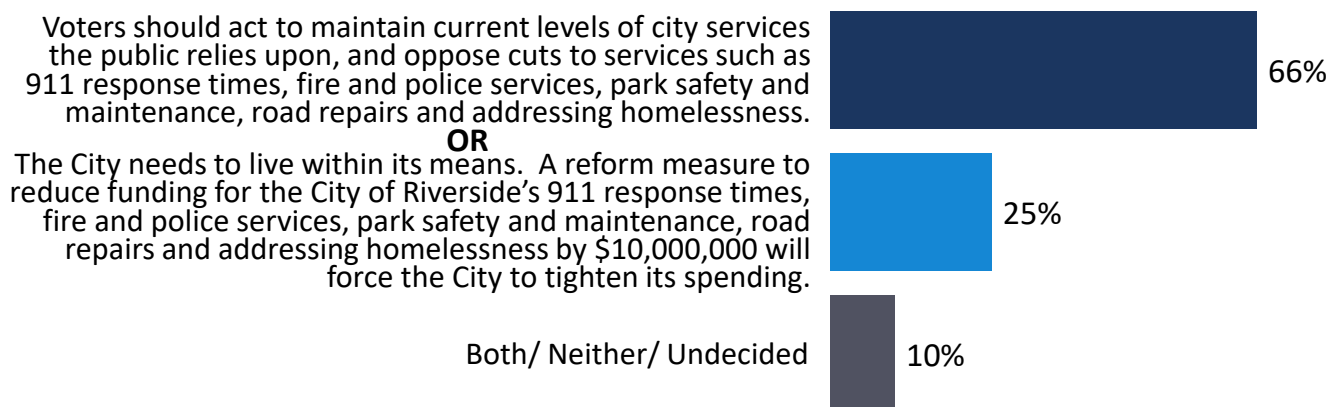 Voters should act to maintain current levels of city services
the public relies upon, and oppose cuts to services such as
911 response times, fire and police services, park safety and
maintenance, road repairs and addressing homelessness.
66%
OR
The City needs to live within its means.  A reform measure to
reduce funding for the City of Riverside’s 911 response times,
fire and police services, park safety and maintenance, road
repairs and addressing homelessness by $10,000,000 will
force the City to tighten its spending.
25%
Both/ Neither/ Undecided
10%